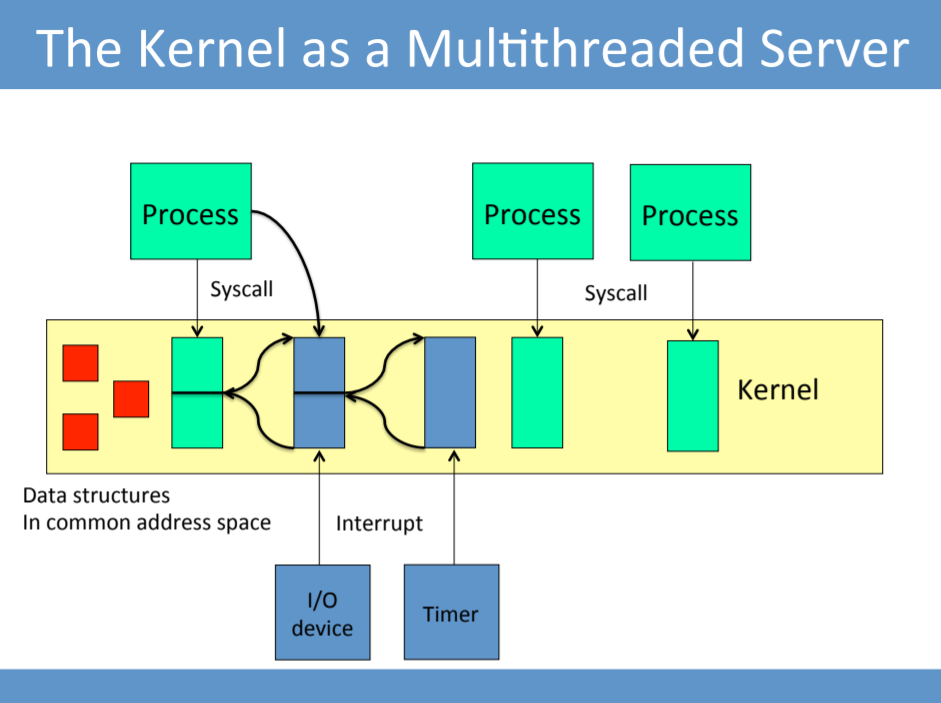 The Kernel as a Multithreaded Server
Process
Process
Process
Syscall
Syscall
Kernel
Data structures
In common address space
Interrupt
I/O
device
Timer